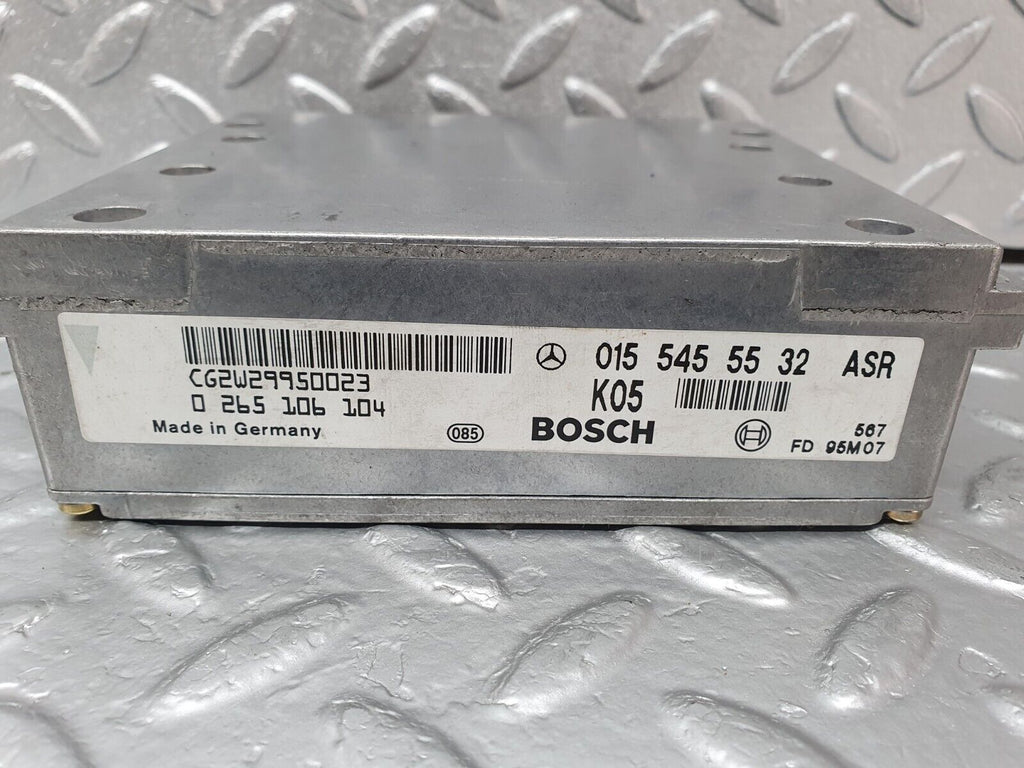 015 545 55 32 ASR
CG2W29950023
K05
0 265 106 104
Made in Germany
085
BOSCH
567
FD 95M07